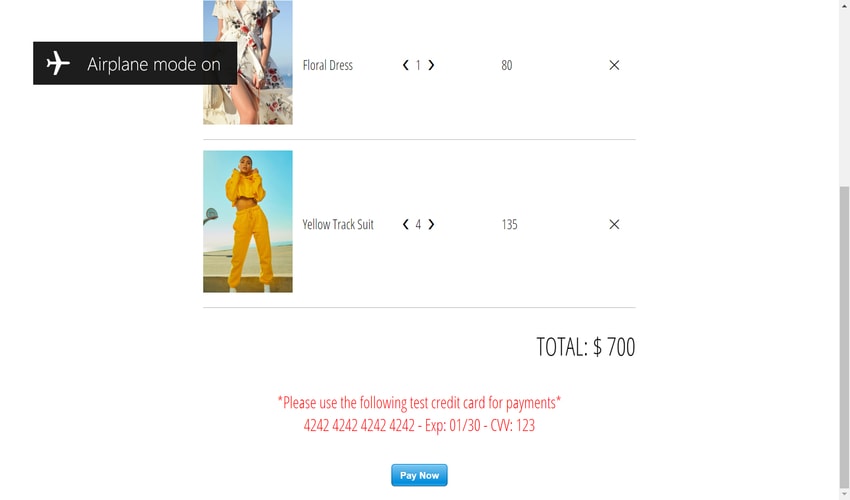 Airplane mode on
Floral Dress ❮ 1 ❯ 80 ✕
Yellow Track Suit ❮ 4 ❯ 135 ✕
TOTAL: $ 700
*Please use the following test credit card for payments*
4242 4242 4242 4242 - Exp: 01/30 - CVV: 123
Pay Now